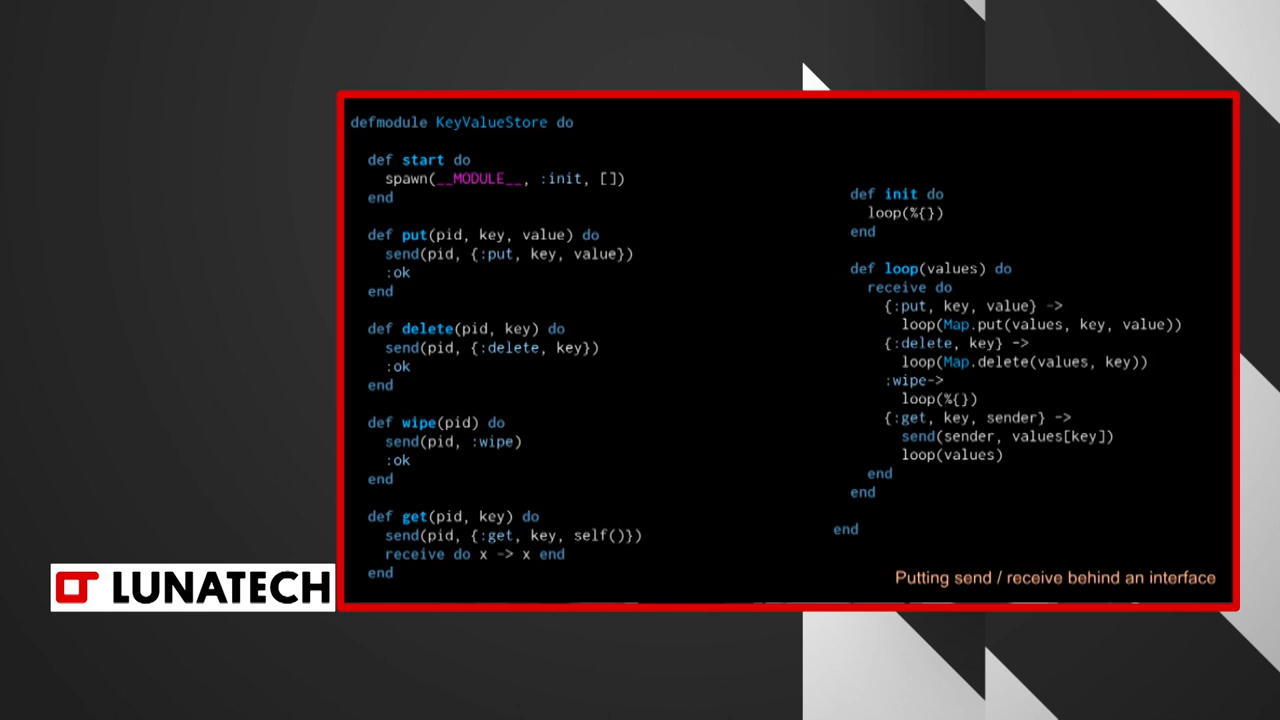 defmodule KeyValueStore do
def start do
spawn(__MODULE__, :init, [])
end
def put(pid, key, value) do
send(pid, {:put, key, value})
:ok
end
def delete(pid, key) do
send(pid, {:delete, key})
:ok
end
def wipe(pid) do
send(pid, :wipe)
:ok
end
def get(pid, key) do
send(pid, {:get, key, self()})
receive do x -> x end
end
def init do
loop(%{})
end
def loop(values) do
receive do
{:put, key, value} ->
loop(Map.put(values, key, value))
{:delete, key} ->
loop(Map.delete(values, key))
:wipe->
loop(%{})
{:get, key, sender} ->
send(sender, values[key])
loop(values)
end
end
end
Putting send / receive behind an interface
LUNATECH